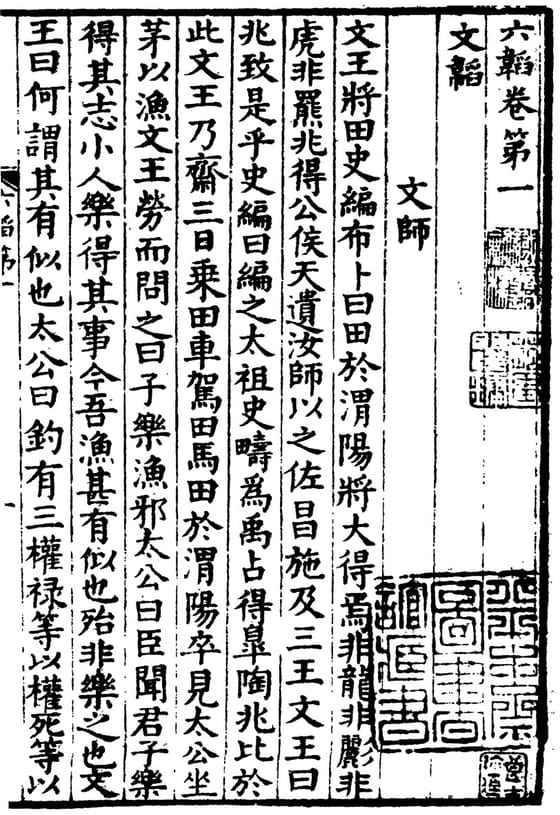 六韜卷第一
文韜
文師
文王將田史編布卜曰田於渭陽將大得焉非龍非彲非
虎非羆兆得公侯天遺汝師以之佐昌施及三王文王曰
兆致是乎史編曰編之太祖史疇為禹占得皐陶兆比於
此文王乃齋三日乗田車駕田馬田於渭陽卒見太公坐
茅以漁文王勞而問之曰子樂漁邪太公曰臣聞君子樂
得其志小人樂得其事今吾漁甚有似也殆非樂之也文
王曰何謂其有似也太公曰釣有三權禄等以權死等以
六韜第一